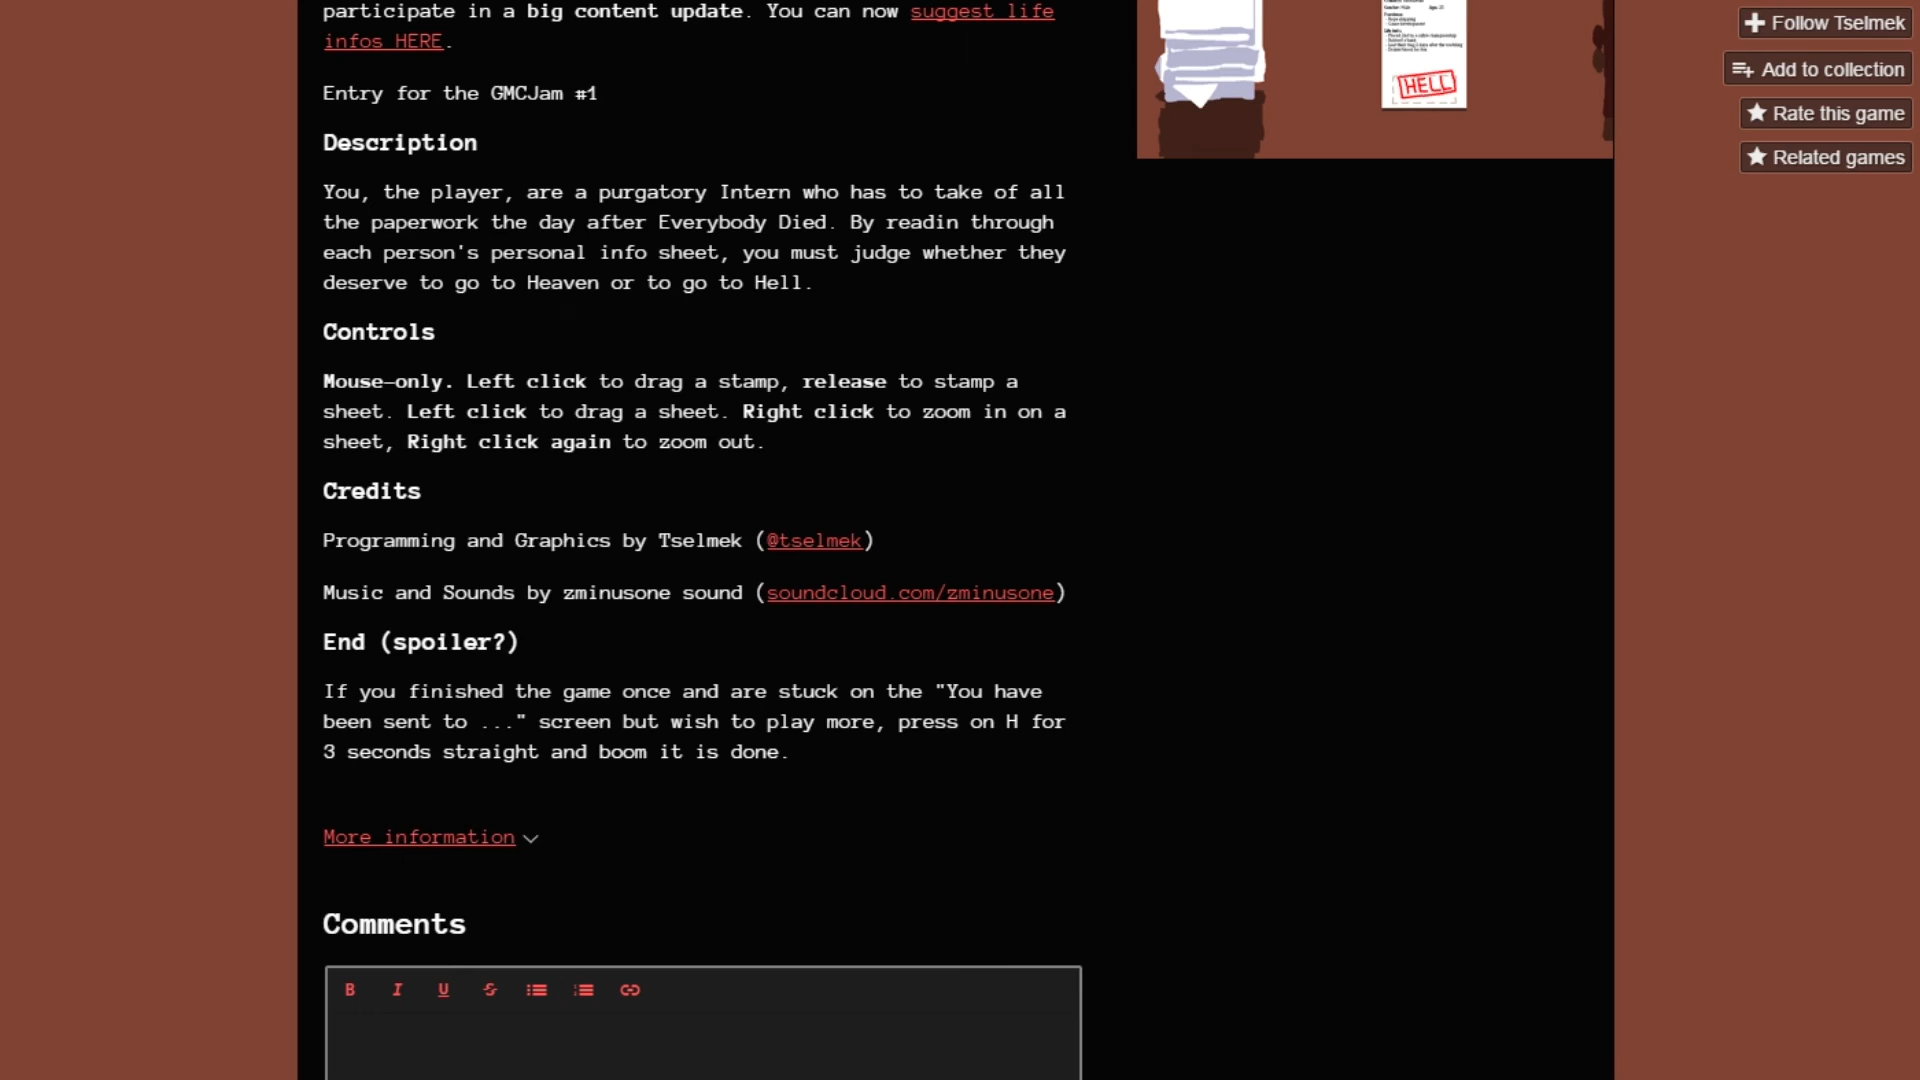 participate in a big content update. You can now suggest life
infos HERE.
Entry for the GMCJam #1
Description
You, the player, are a purgatory Intern who has to take of all
the paperwork the day after Everybody Died. By readin through
each person's personal info sheet, you must judge whether they
deserve to go to Heaven or to go to Hell.
Controls
Mouse-only. Left click to drag a stamp, release to stamp a
sheet. Left click to drag a sheet. Right click to zoom in on a
sheet, Right click again to zoom out.
Credits
Programming and Graphics by Tselmek (@tselmek)
Music and Sounds by zminusone sound (soundcloud.com/zminusone)
End (spoiler?)
If you finished the game once and are stuck on the "You have
been sent to ..." screen but wish to play more, press on H for
3 seconds straight and boom it is done.
More information
Comments
B I U S
HELL
Follow Tselmek
Add to collection
Rate this game
Related games